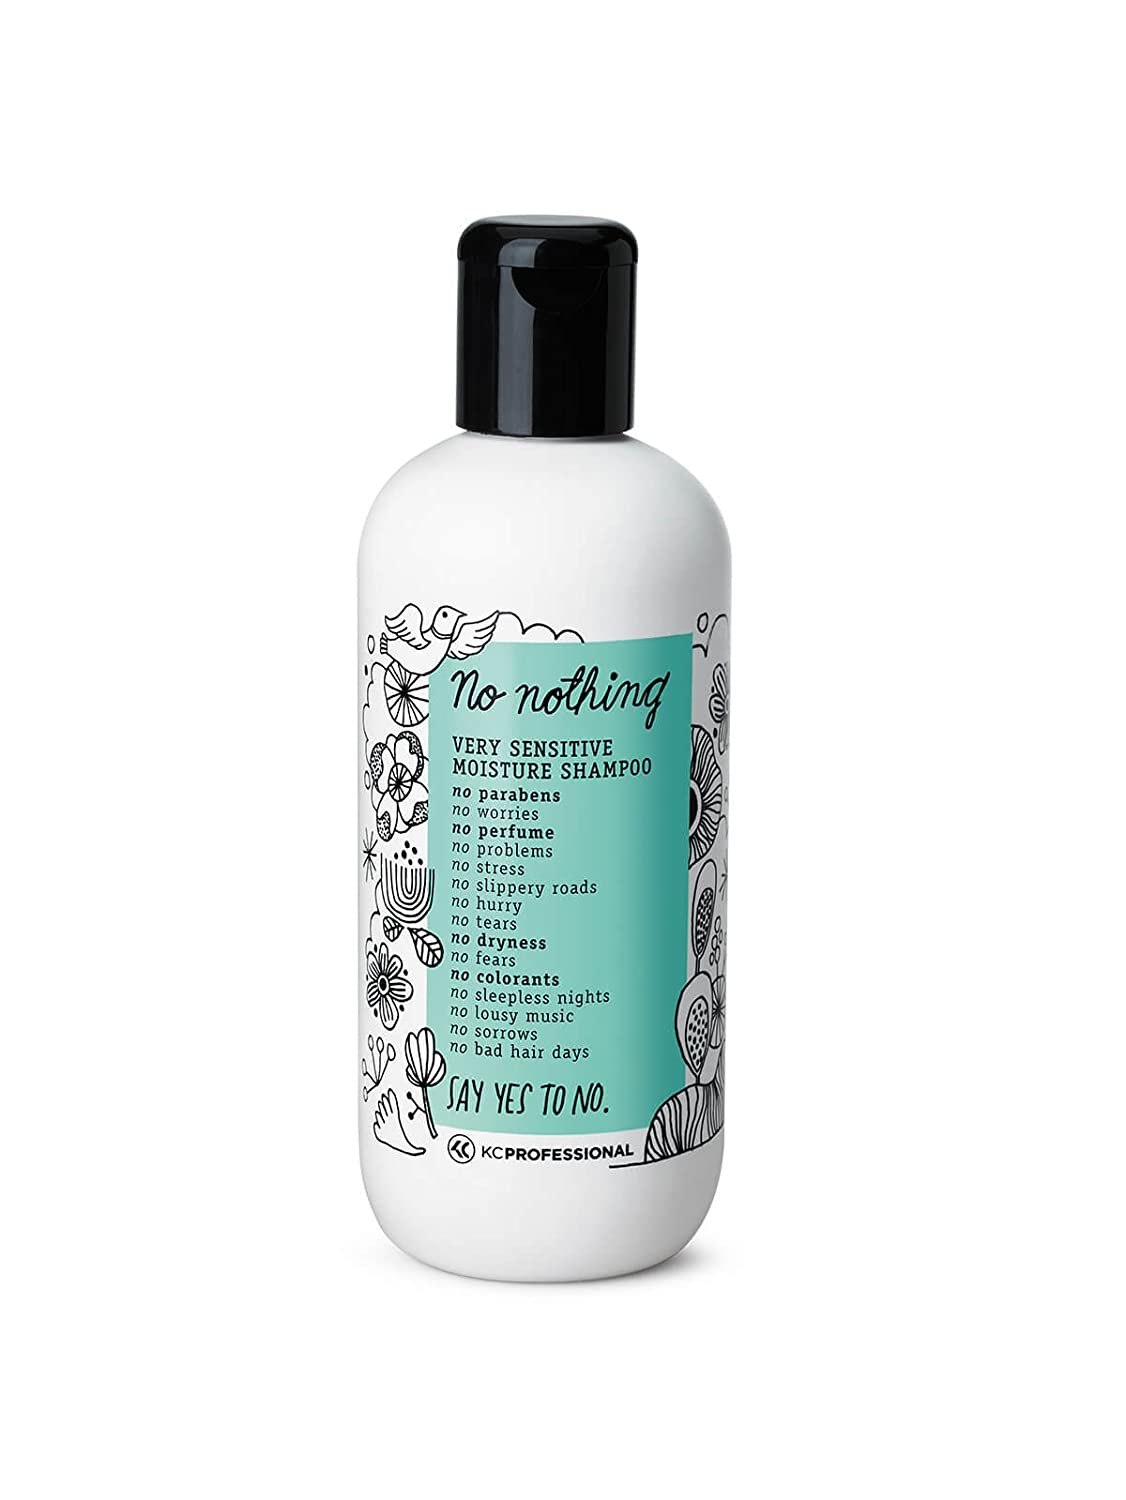 No nothing
VERY SENSITIVE
MOISTURE SHAMPOO
no parabens
no worries
no perfume
no problems
no stress
no slippery roads
no hurry
no tears
no dryness
no fears
no colorants
no sleepless nights
no lousy music
no sorrows
no bad hair days
SAY YES TO NO.
KCPROFESSIONAL